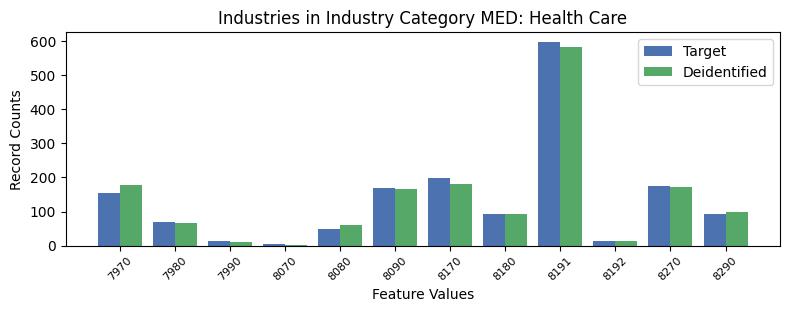 Industries in Industry Category MED: Health Care
Target
Deidentified
Record Counts
600
500
400
300
200
100
0
7970 7980 7990 8070 8080 8090 8170 8180 8191 8192 8270 8290
Feature Values